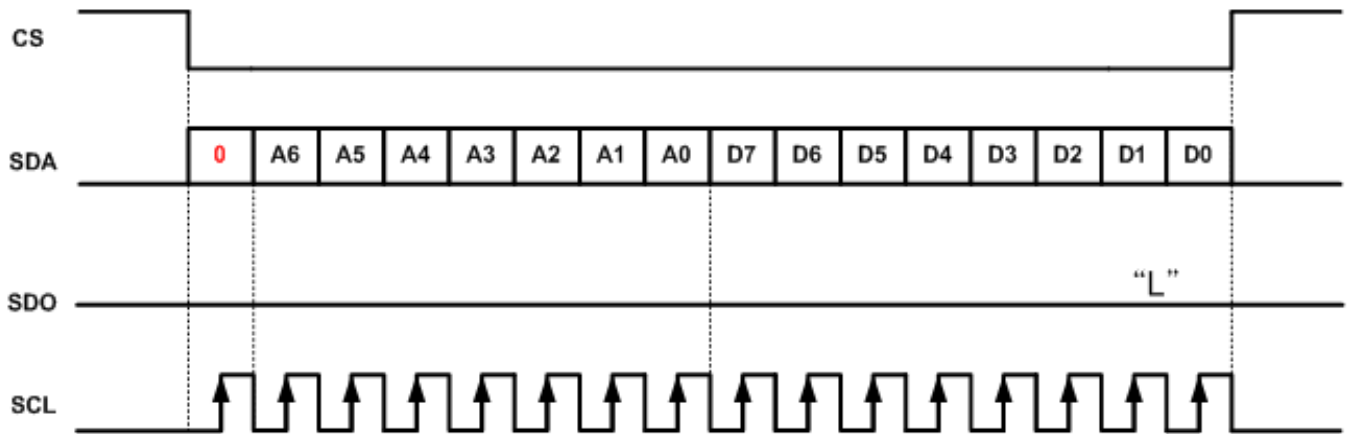 CS
SDA 0 A6 A5 A4 A3 A2 A1 A0 D7 D6 D5 D4 D3 D2 D1 D0
“L”
SDO
SCL